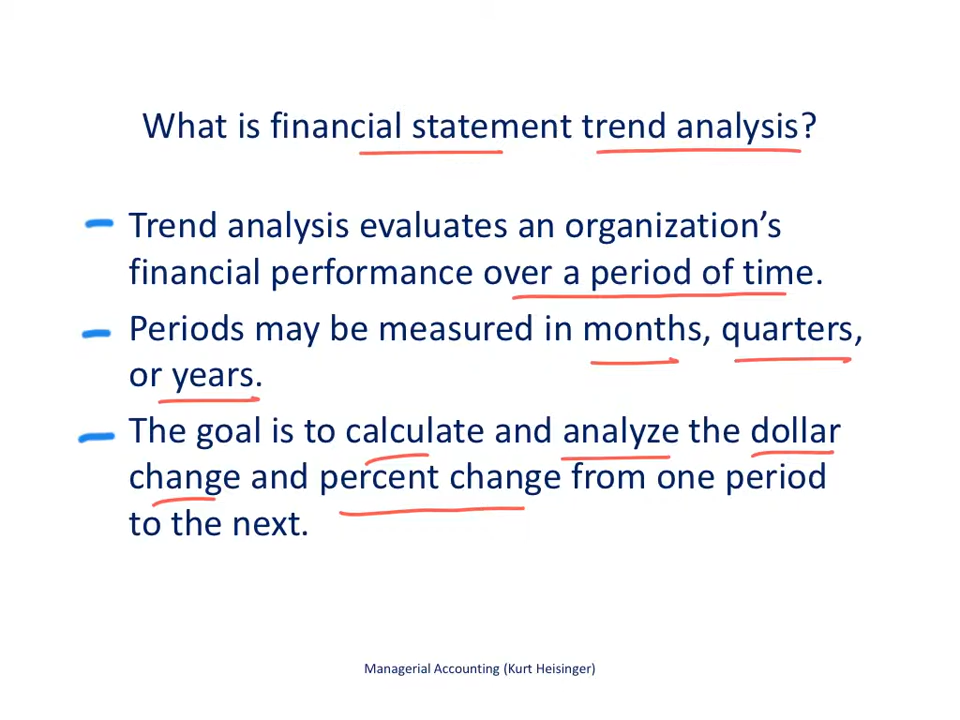 What is financial statement trend analysis?
Trend analysis evaluates an organization’s
financial performance over a period of time.
Periods may be measured in months, quarters,
or years.
The goal is to calculate and analyze the dollar
change and percent change from one period
to the next.
Managerial Accounting (Kurt Heisinger)